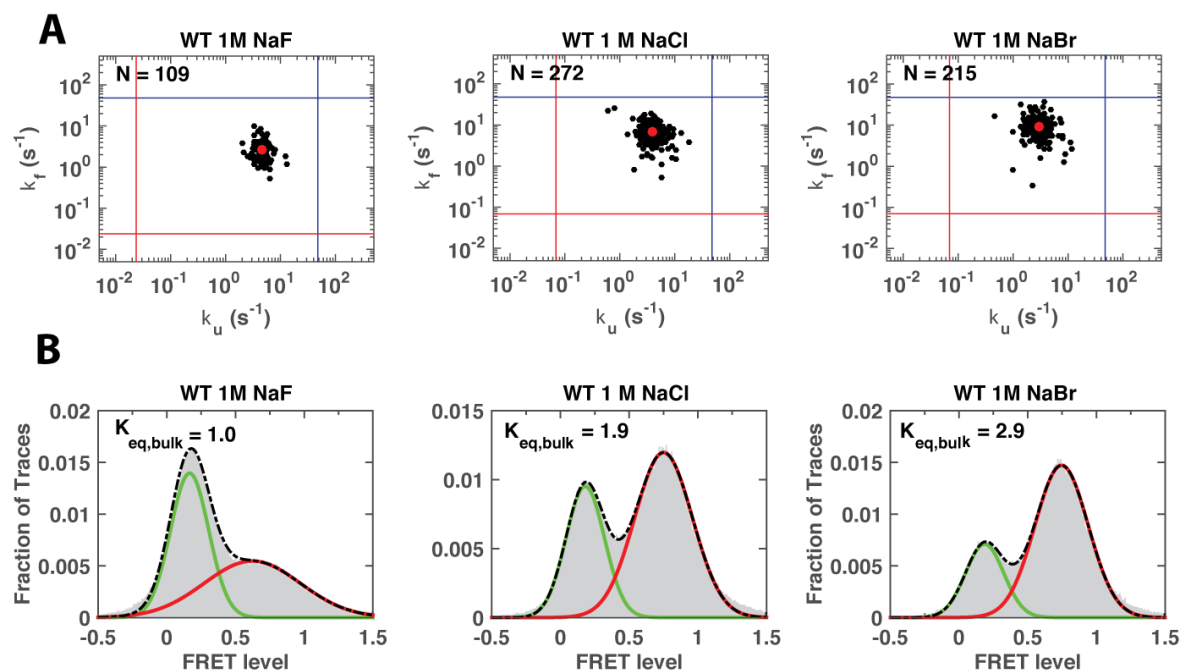 A
WT 1M NaF
WT 1 M NaCl
WT 1M NaBr
N = 109
N = 272
N = 215
10^2
10^1
10^0
10^-1
10^-2
k_f (s^-1)
10^-2 10^-1 10^0 10^1 10^2
k_u (s^-1)
10^2
10^1
10^0
10^-1
10^-2
k_f (s^-1)
10^-2 10^-1 10^0 10^1 10^2
k_u (s^-1)
10^2
10^1
10^0
10^-1
10^-2
k_f (s^-1)
10^-2 10^-1 10^0 10^1 10^2
k_u (s^-1)
B
WT 1M NaF
WT 1 M NaCl
WT 1M NaBr
K_eq,bulk = 1.0
K_eq,bulk = 1.9
K_eq,bulk = 2.9
Fraction of Traces
0.02
0.015
0.01
0.005
0
-0.5 0 0.5 1 1.5
FRET level
Fraction of Traces
0.015
0.01
0.005
0
-0.5 0 0.5 1 1.5
FRET level
Fraction of Traces
0.02
0.015
0.01
0.005
0
-0.5 0 0.5 1 1.5
FRET level